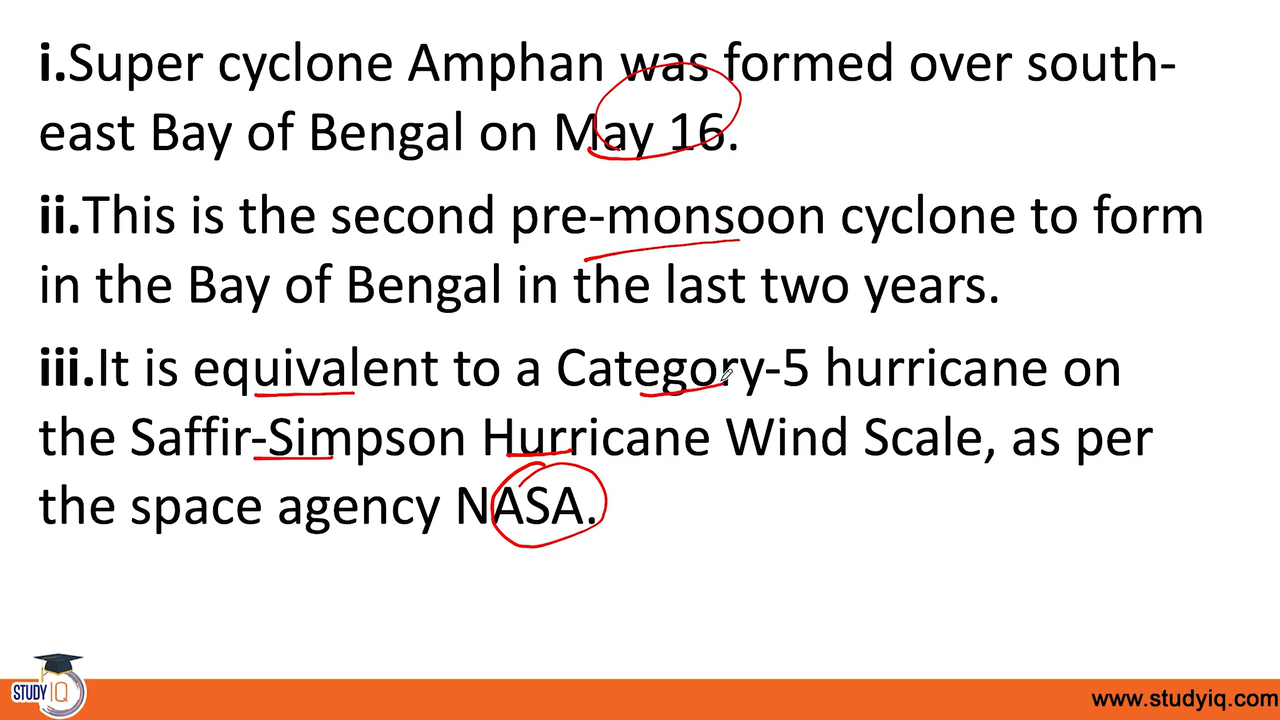 i.Super cyclone Amphan was formed over south-
east Bay of Bengal on May 16.
ii.This is the second pre-monsoon cyclone to form
in the Bay of Bengal in the last two years.
iii.It is equivalent to a Category-5 hurricane on
the Saffir-Simpson Hurricane Wind Scale, as per
the space agency NASA.
STUDY IQ
www.studyiq.com